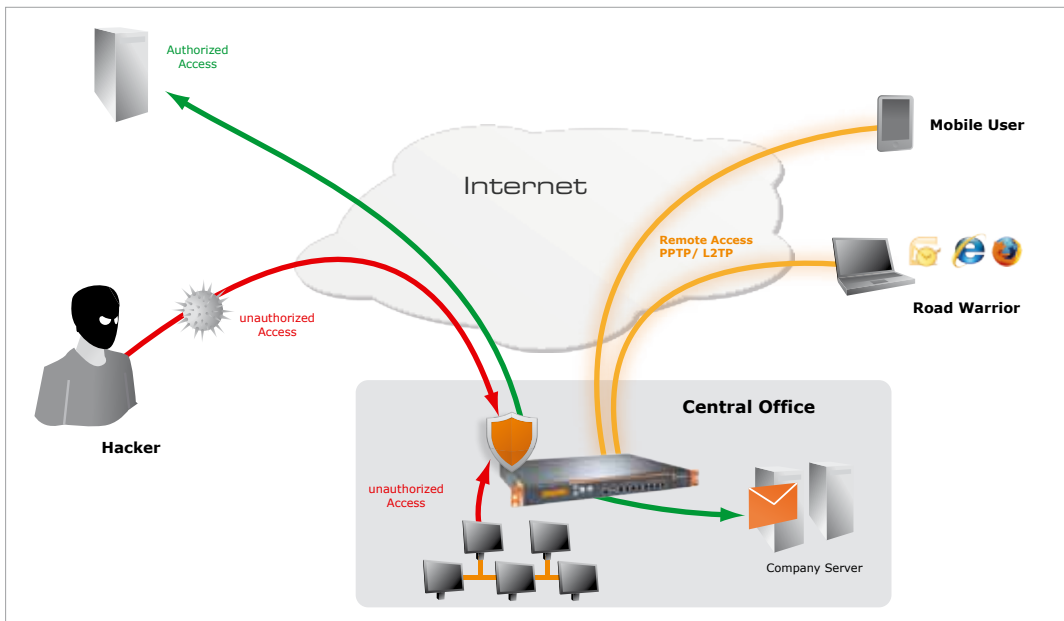 Authorized
Access
Mobile User
Internet
Remote Access
PPTP/ L2TP
Road Warrior
unauthorized
Access
Hacker
Central Office
unauthorized
Access
Company Server